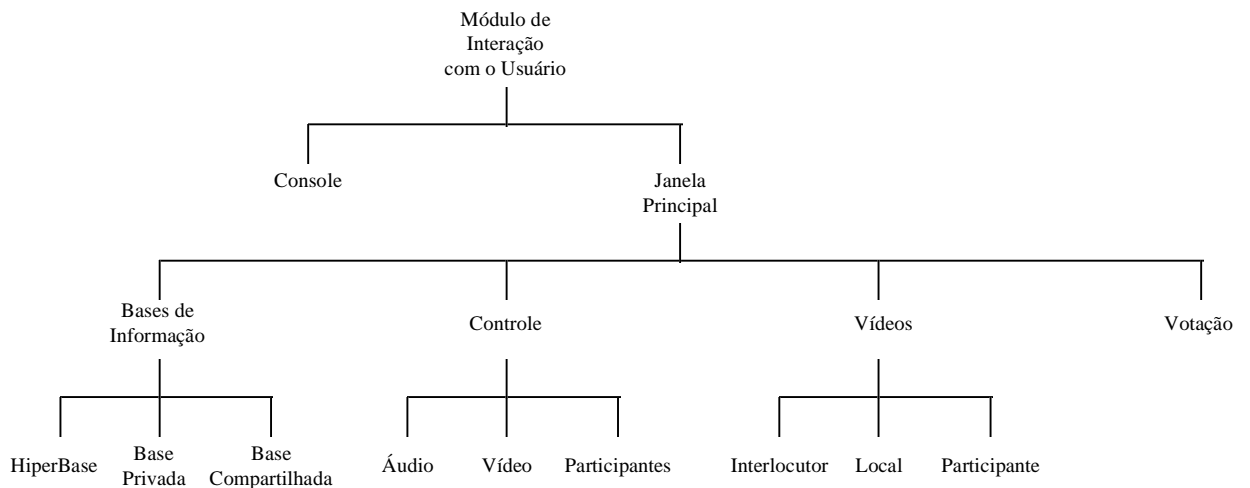 Módulo de
Interação
com o Usuário
Console
Janela
Principal
Bases de
Informação
Controle
Vídeos
Votação
HiperBase
Base
Privada
Base
Compartilhada
Áudio
Vídeo
Participantes
Interlocutor
Local
Participante